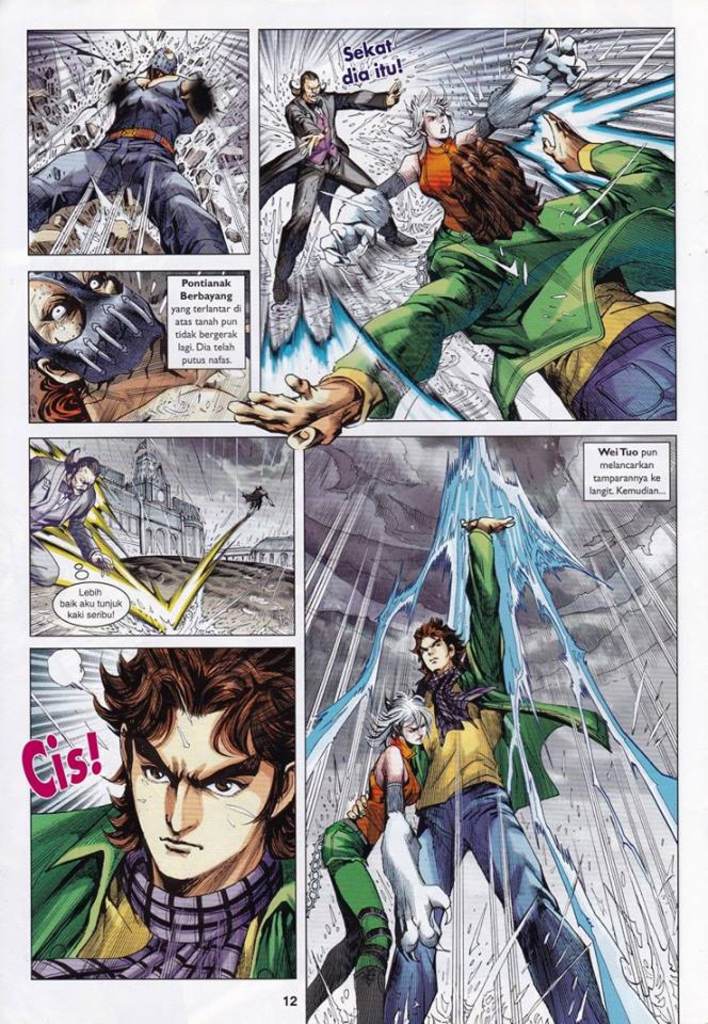 Sekat
dia itu!
Pontianak
Berbayang
yang terlantar di
atas tanah pun
tidak bergerak
lagi. Dia telah
putus nafas.
Lebih
baik aku tunjuk
kaki seribu!
Wei Tuo pun
melancarkan
tamparannya ke
langit. Kemudian...
Cis!
12